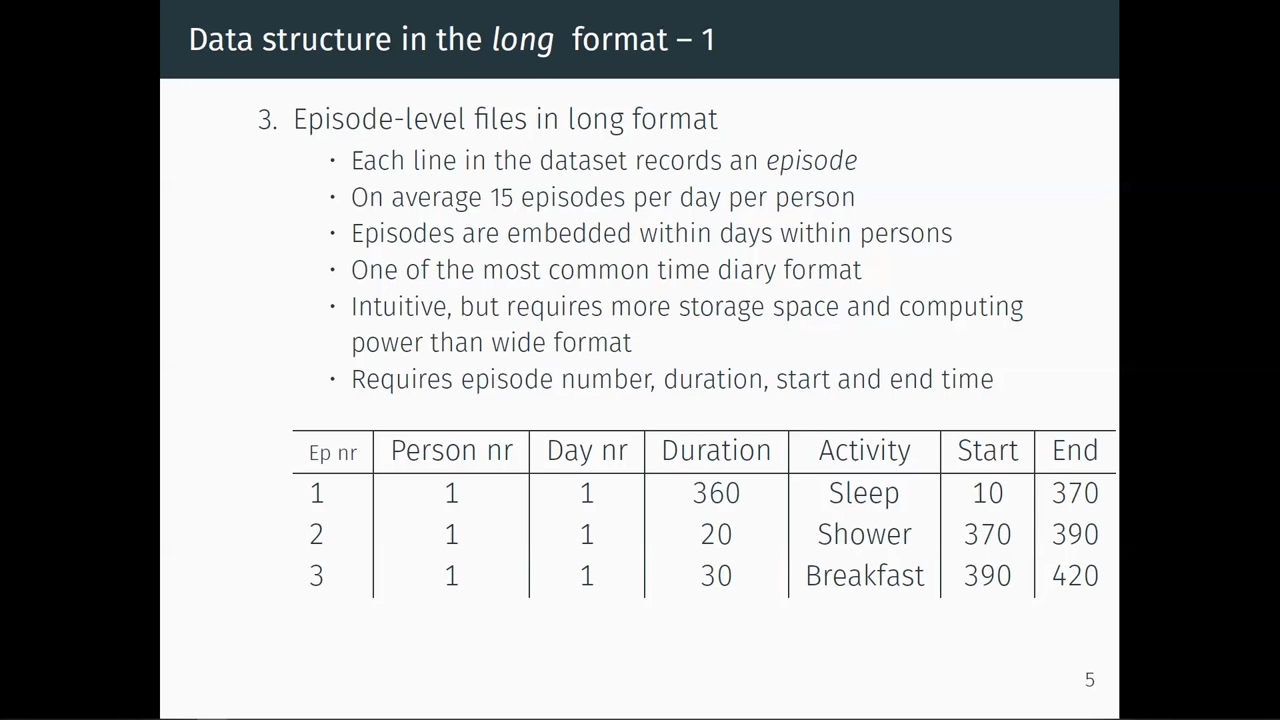 Data structure in the long format – 1
3. Episode-level files in long format
· Each line in the dataset records an episode
· On average 15 episodes per day per person
· Episodes are embedded within days within persons
· One of the most common time diary format
· Intuitive, but requires more storage space and computing
power than wide format
· Requires episode number, duration, start and end time
Ep nr Person nr Day nr Duration Activity Start End
1 1 1 360 Sleep 10 370
2 1 1 20 Shower 370 390
3 1 1 30 Breakfast 390 420
5